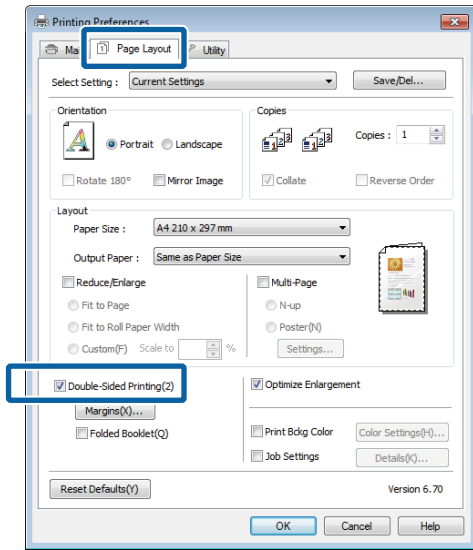 Printing Preferences
Ma Page Layout Utility
Select Setting : Current Settings Save/Del...
Orientation Copies
Portrait Landscape Copies : 1
Rotate 180° Mirror Image Collate Reverse Order
Layout
Paper Size : A4 210 x 297 mm
Output Paper : Same as Paper Size
Reduce/Enlarge Multi-Page
Fit to Page N-up
Fit to Roll Paper Width Poster(N)
Custom(F) Scale to % Settings...
Double-Sided Printing(2) Optimize Enlargement
Margins(X)...
Folded Booklet(Q) Print Bckg Color Color Settings(H)...
Job Settings Details(K)...
Reset Defaults(Y) Version 6.70
OK Cancel Help